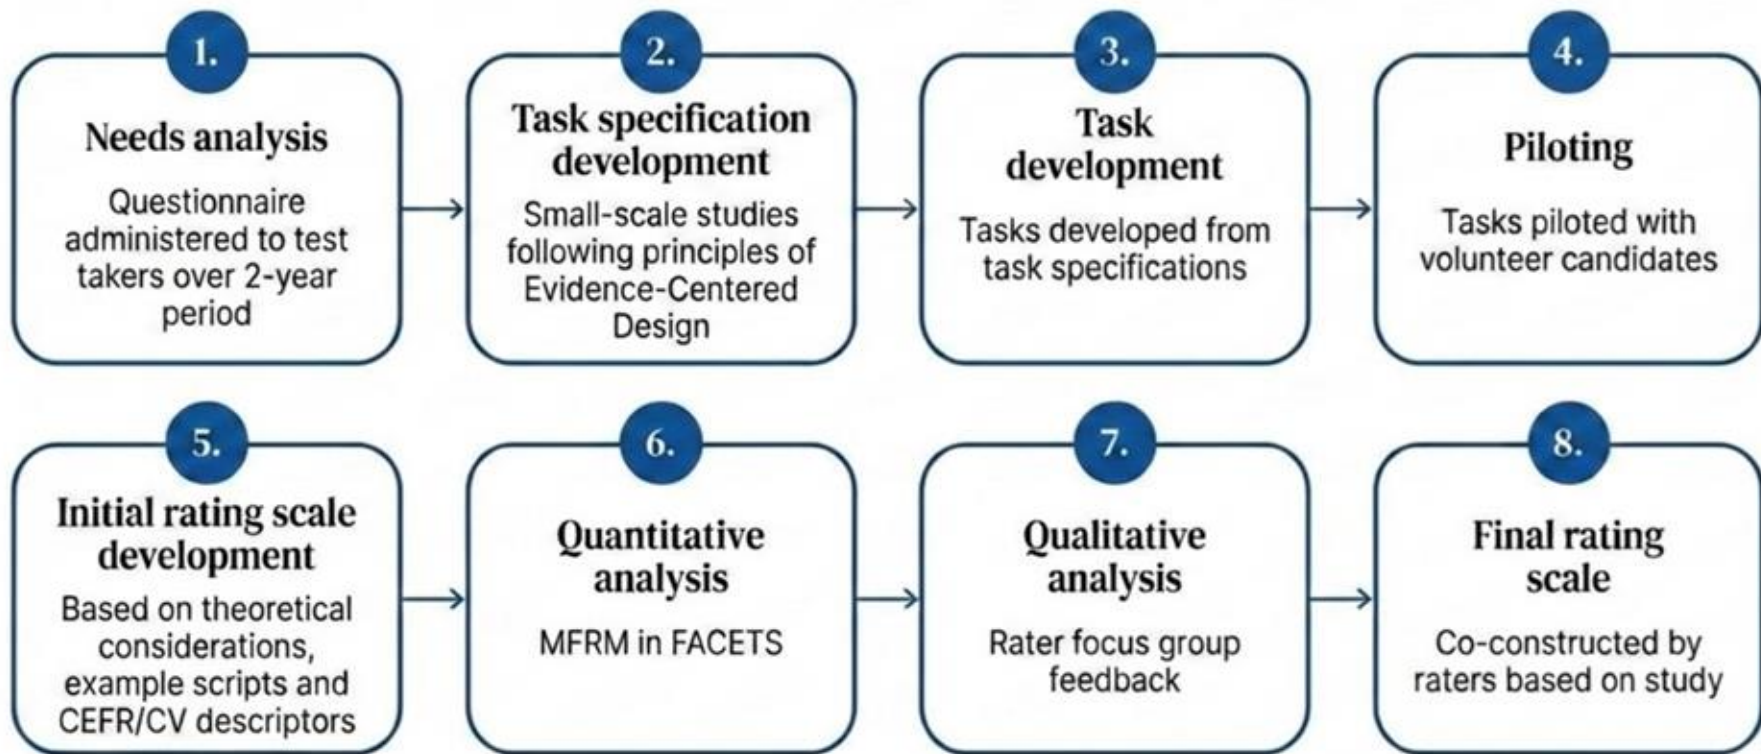 1.
Needs analysis
Questionnaire
administered to test
takers over 2-year
period
2.
Task specification
development
Small-scale studies
following principles of
Evidence-Centered
Design
3.
Task
development
Tasks developed from
task specifications
4.
Piloting
Tasks piloted with
volunteer candidates
5.
Initial rating scale
development
Based on theoretical
considerations,
example scripts and
CEFR/CV descriptors
6.
Quantitative
analysis
MFRM in FACETS
7.
Qualitative
analysis
Rater focus group
feedback
8.
Final rating
scale
Co-constructed by
raters based on study